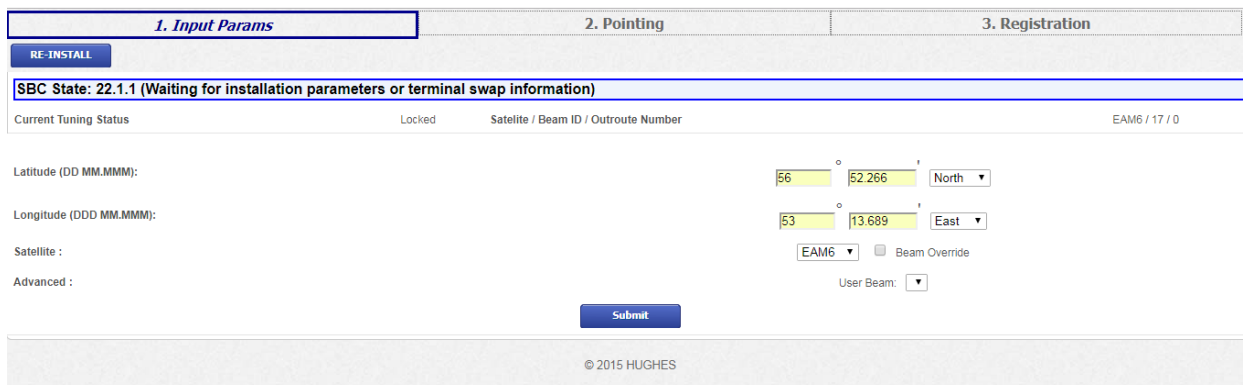 1. Input Params 2. Pointing 3. Registration
RE-INSTALL
SBC State: 22.1.1 (Waiting for installation parameters or terminal swap information)
Current Tuning Status Locked Satelite / Beam ID / Outroute Number EAM6 / 17 / 0
Latitude (DD MM.MMM): 56 ° 52.266 ' North
Longitude (DDD MM.MMM): 53 ° 13.689 ' East
Satellite : EAM6 Beam Override
Advanced : User Beam:
Submit
© 2015 HUGHES